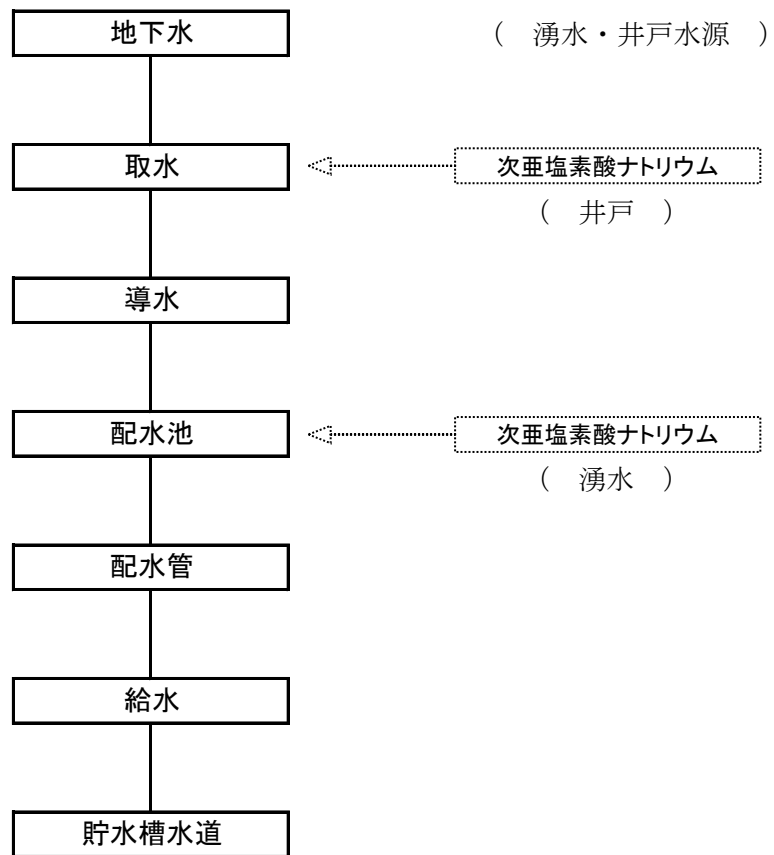 地下水 （　湧水・井戸水源　）
取水 次亜塩素酸ナトリウム
（　井戸　）
導水
配水池 次亜塩素酸ナトリウム
（　湧水　）
配水管
給水
貯水槽水道